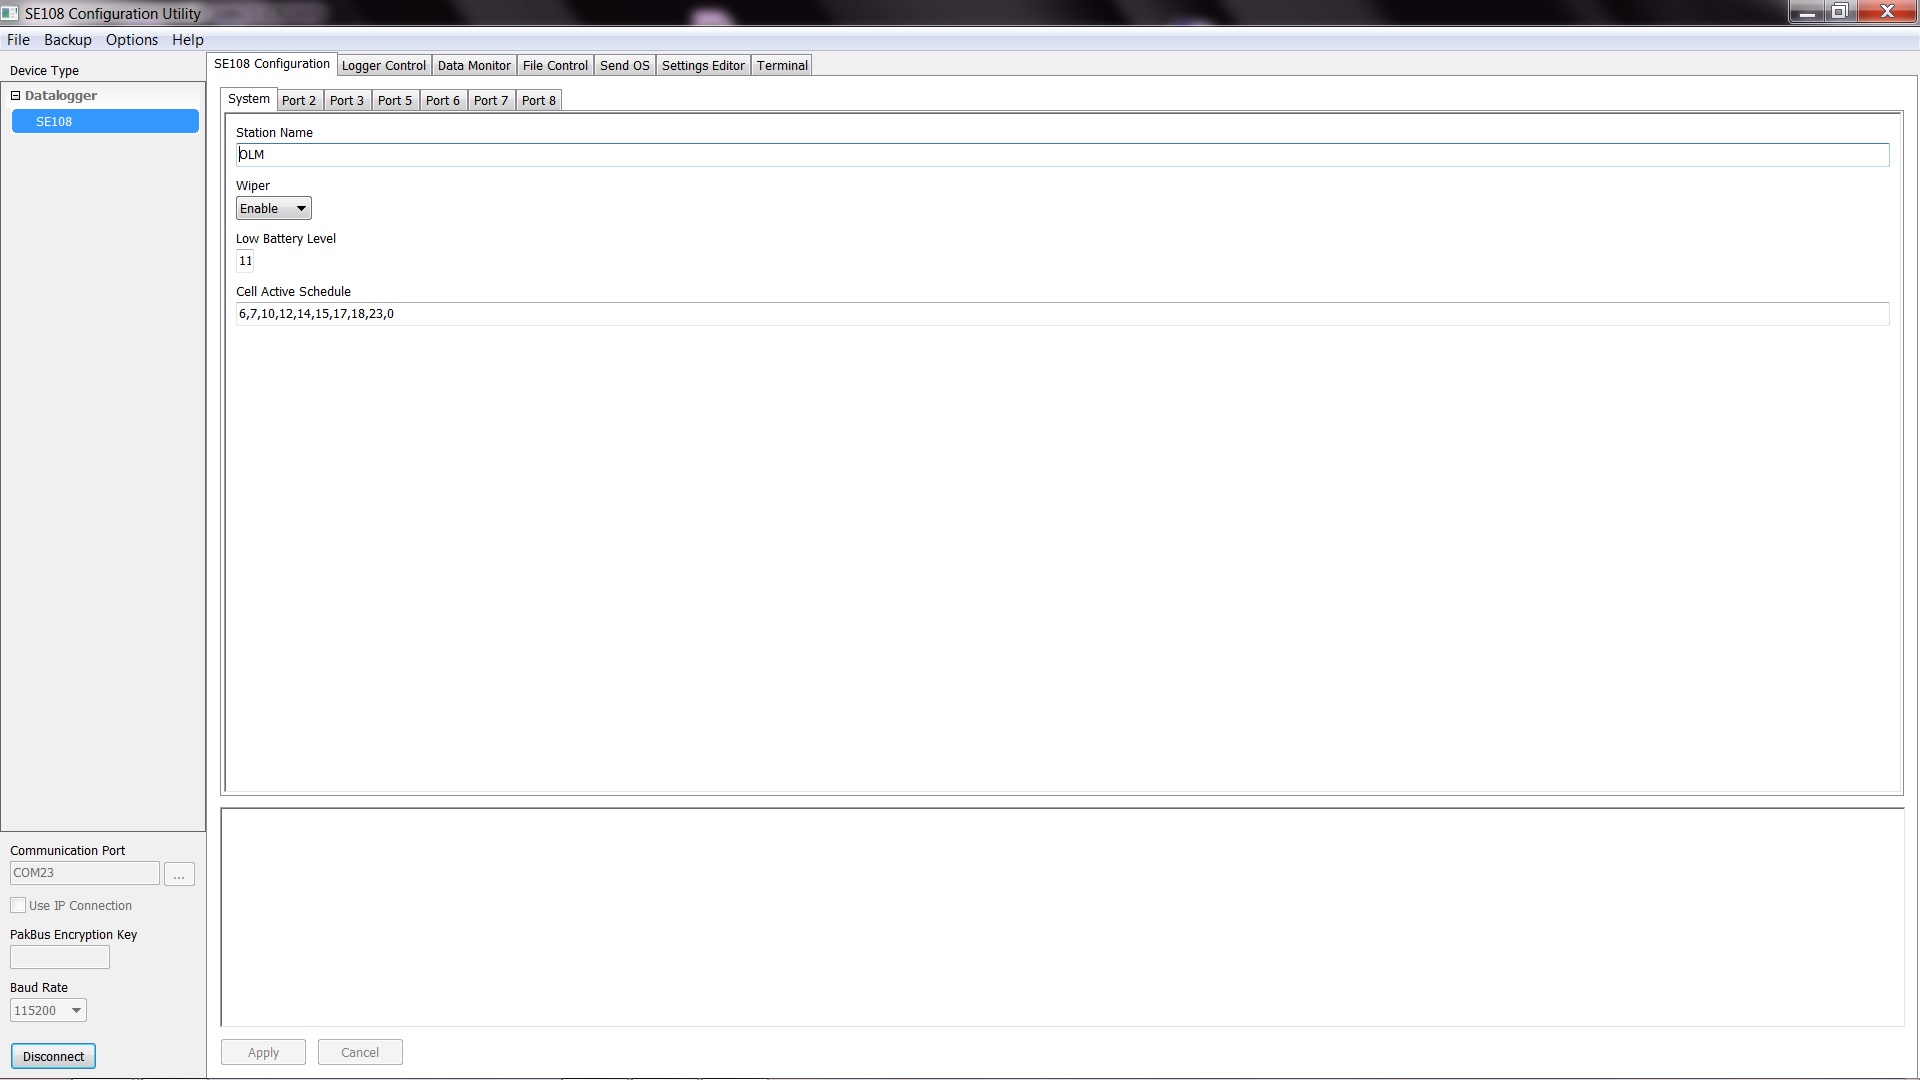 SE108 Configuration Utility
File Backup Options Help
Device Type
Datalogger
SE108
SE108 Configuration Logger Control Data Monitor File Control Send OS Settings Editor Terminal
System Port 2 Port 3 Port 5 Port 6 Port 7 Port 8
Station Name
OLM
Wiper
Enable
Low Battery Level
11
Cell Active Schedule
6,7,10,12,14,15,17,18,23,0
Communication Port
COM23
...
Use IP Connection
PakBus Encryption Key
Baud Rate
115200
Disconnect
Apply Cancel